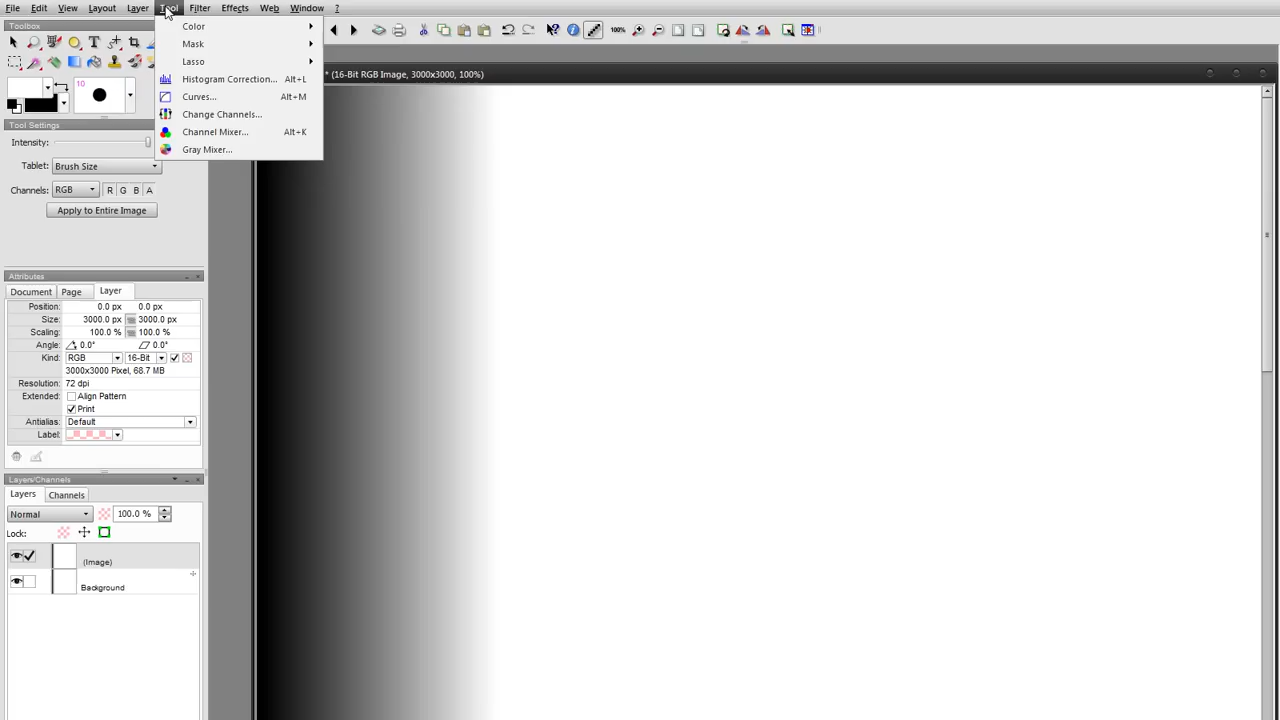 File Edit View Layout Layer Tool Filter Effects Web Window ?
Toolbox
Color
Mask
Lasso
Histogram Correction... Alt+L
Curves... Alt+M
Change Channels...
Channel Mixer... Alt+K
Gray Mixer...
100%
* (16-Bit RGB Image, 3000x3000, 100%)
10
Tool Settings
Intensity:
Tablet: Brush Size
Channels: RGB R G B A
Apply to Entire Image
Attributes
Document Page Layer
Position: 0.0 px 0.0 px
Size: 3000.0 px 3000.0 px
Scaling: 100.0 % 100.0 %
Angle: 0.0° 0.0°
Kind: RGB 16-Bit
3000x3000 Pixel, 68.7 MB
Resolution: 72 dpi
Extended: Align Pattern
Print
Antialias: Default
Label:
Layers/Channels
Layers Channels
Normal 100.0 %
Lock:
(Image)
Background